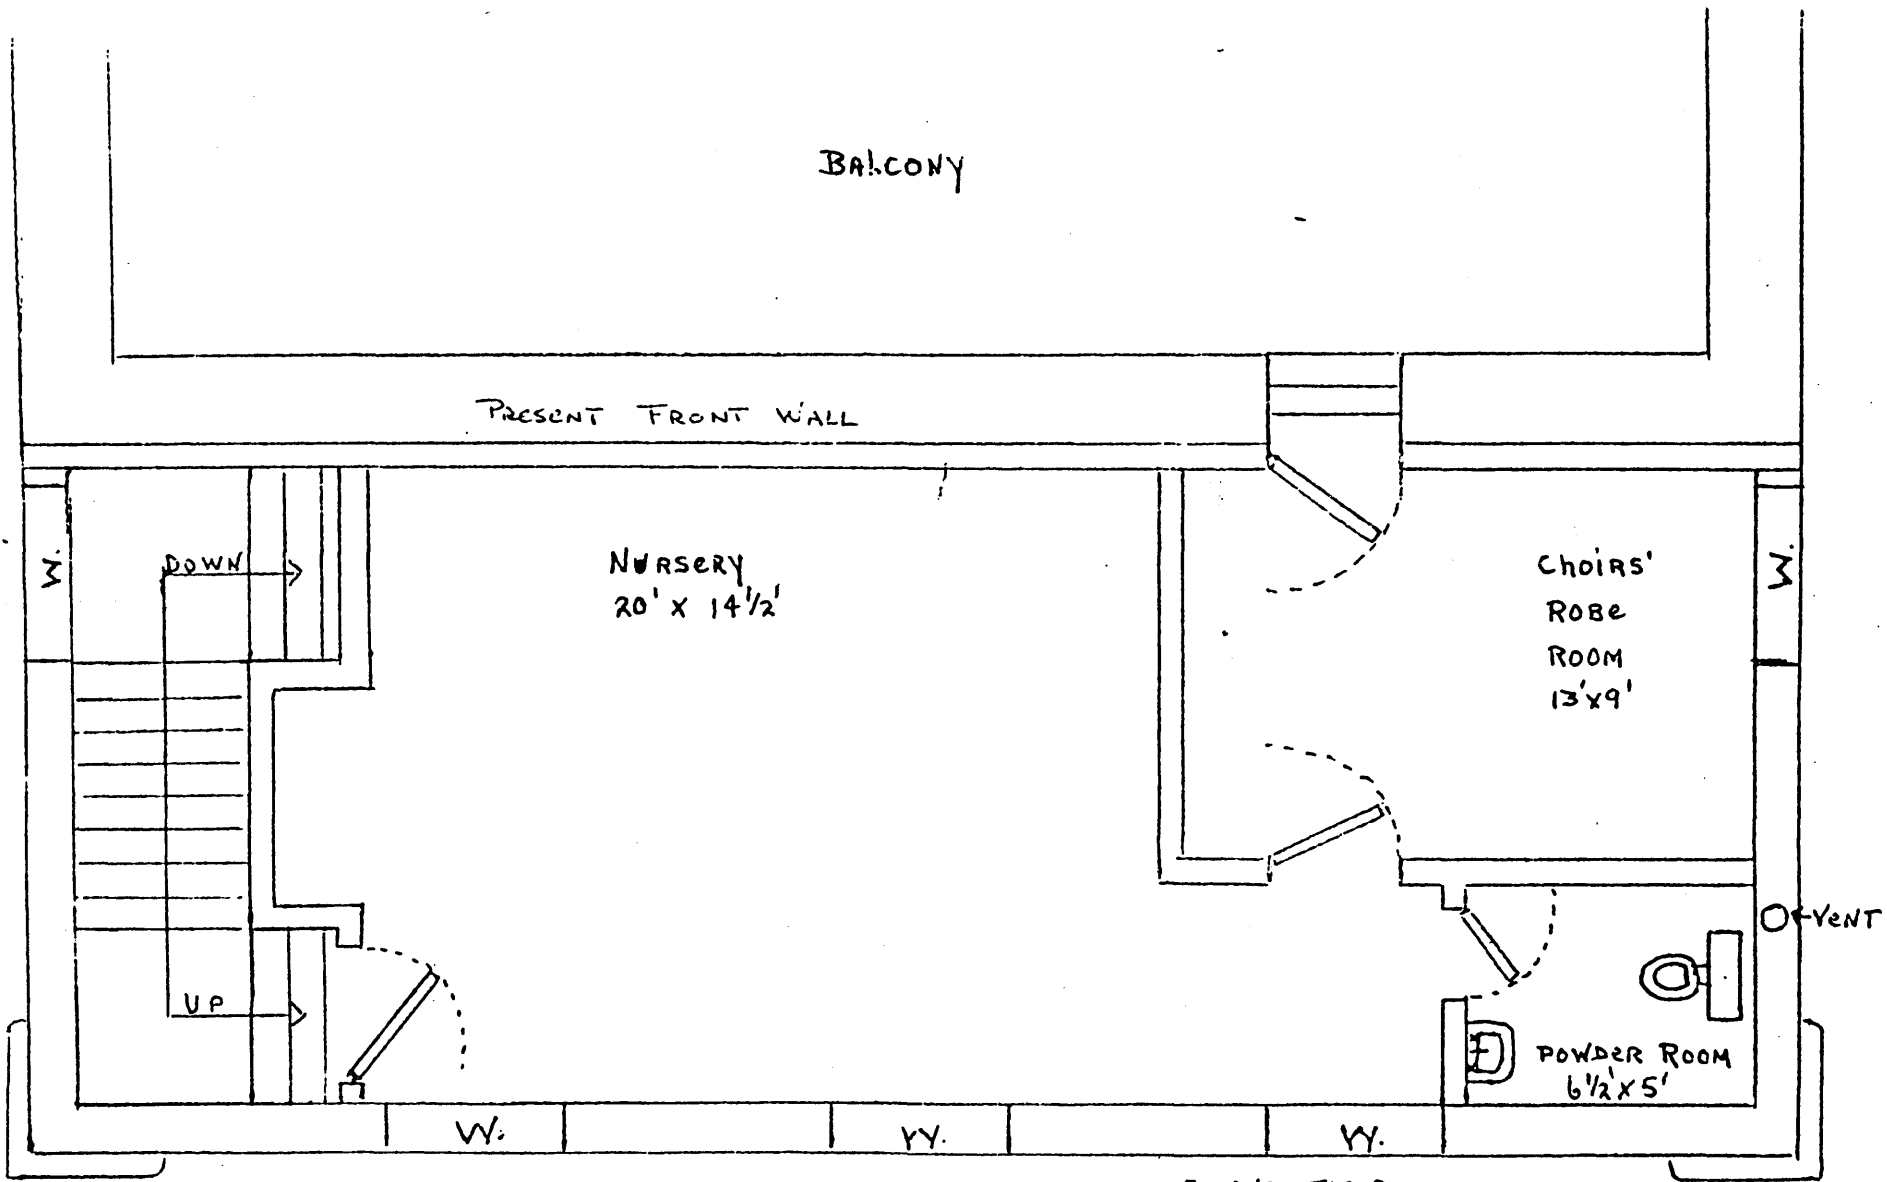 BALCONY
PRESENT FRONT WALL
W.
DOWN
NURSERY
20' X 14 1/2'
CHOIRS'
ROBE
ROOM
13'X9'
W
VENT
UP
POWDER ROOM
6 1/2' X 5'
W.
W.
W.